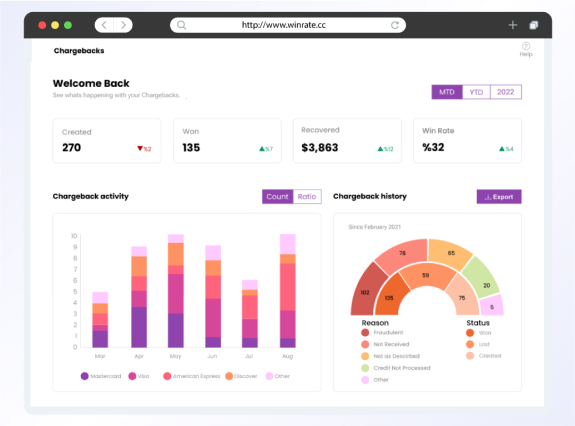 http://www.winrate.cc
Chargebacks
Help
Welcome Back
See whats happening with your Chargebacks.
MTD YTD 2022
Created
270
%2
Won
135
%7
Recovered
$3,863
%12
Win Rate
%32
%4
Chargeback activity
Count Ratio
10
9
8
7
6
5
4
3
2
1
0
Mar Apr May Jun Jul Aug
Mastercard Visa American Express Discover Other
Chargeback history
Export
Since February 2021
78 65
59
20
102 135 75 5
Reason Status
Fraudulent Won
Not Received Lost
Not as Described Created
Credit Not Processed
Other